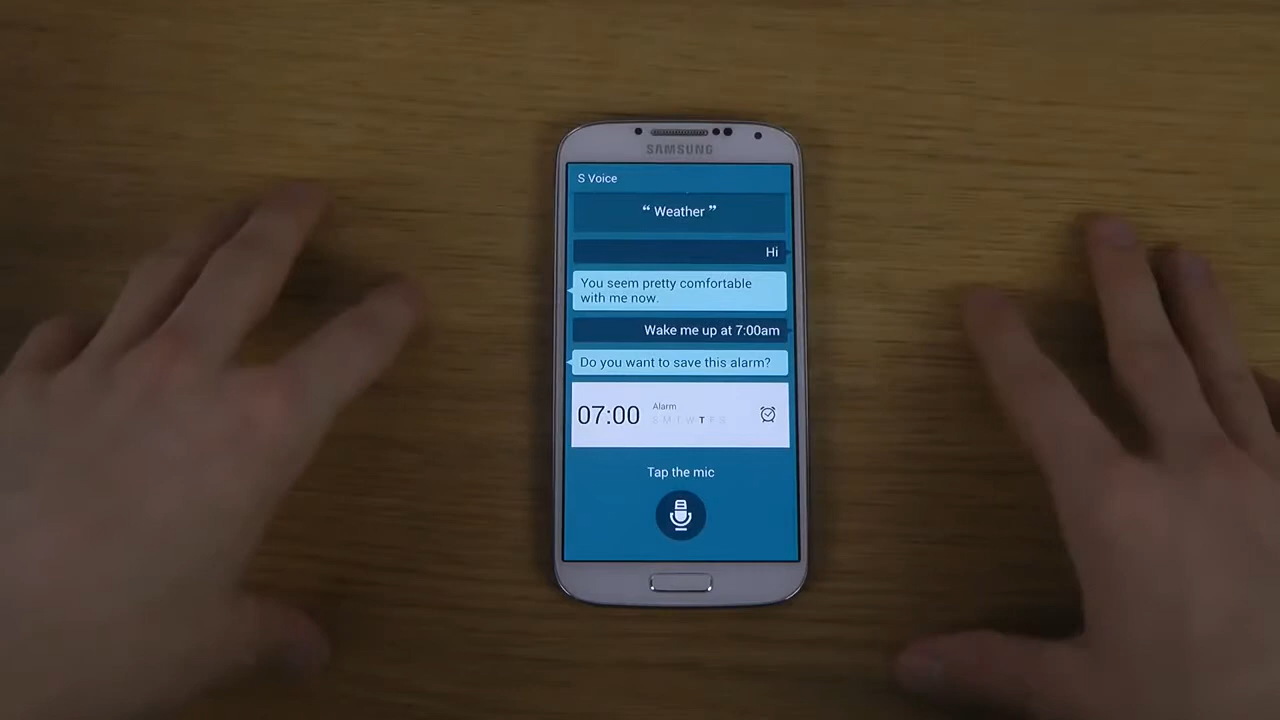 SAMSUNG
S Voice
❝ Weather ❞
Hi
You seem pretty comfortable
with me now.
Wake me up at 7:00am
Do you want to save this alarm?
07:00
Alarm
S M T W T F S
Tap the mic